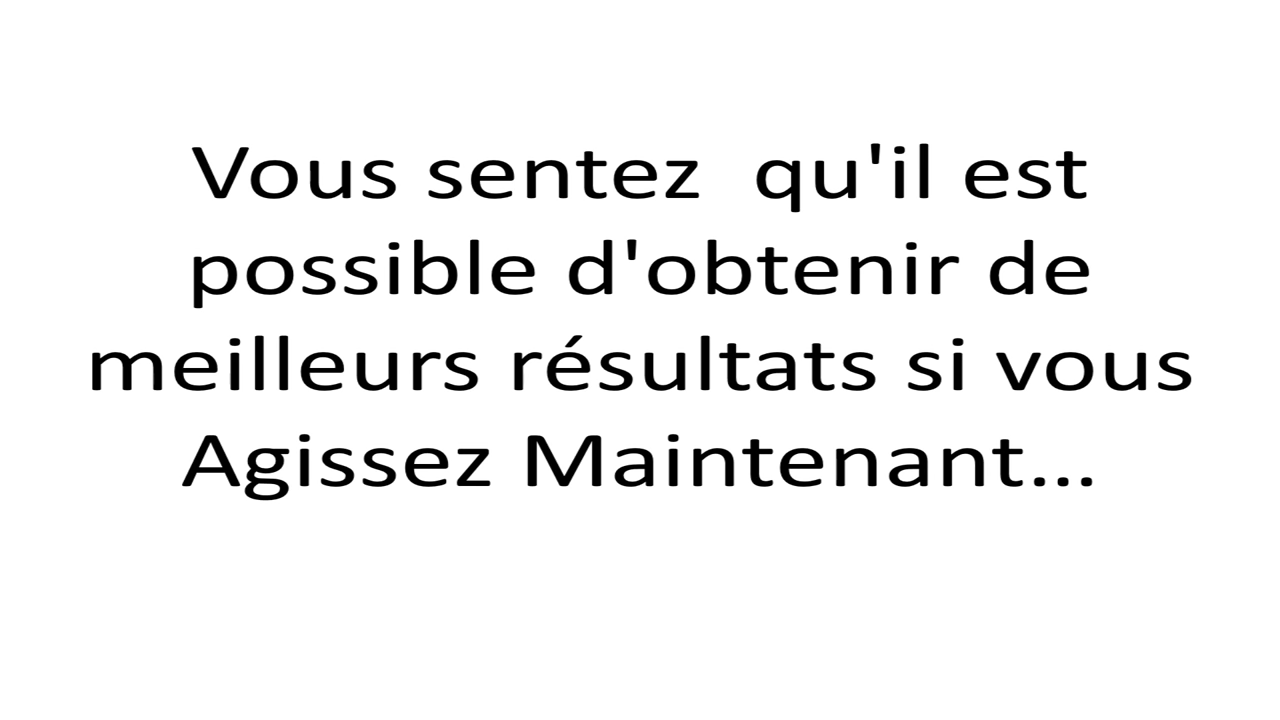 Vous sentez  qu'il est
possible d'obtenir de
meilleurs résultats si vous
Agissez Maintenant...